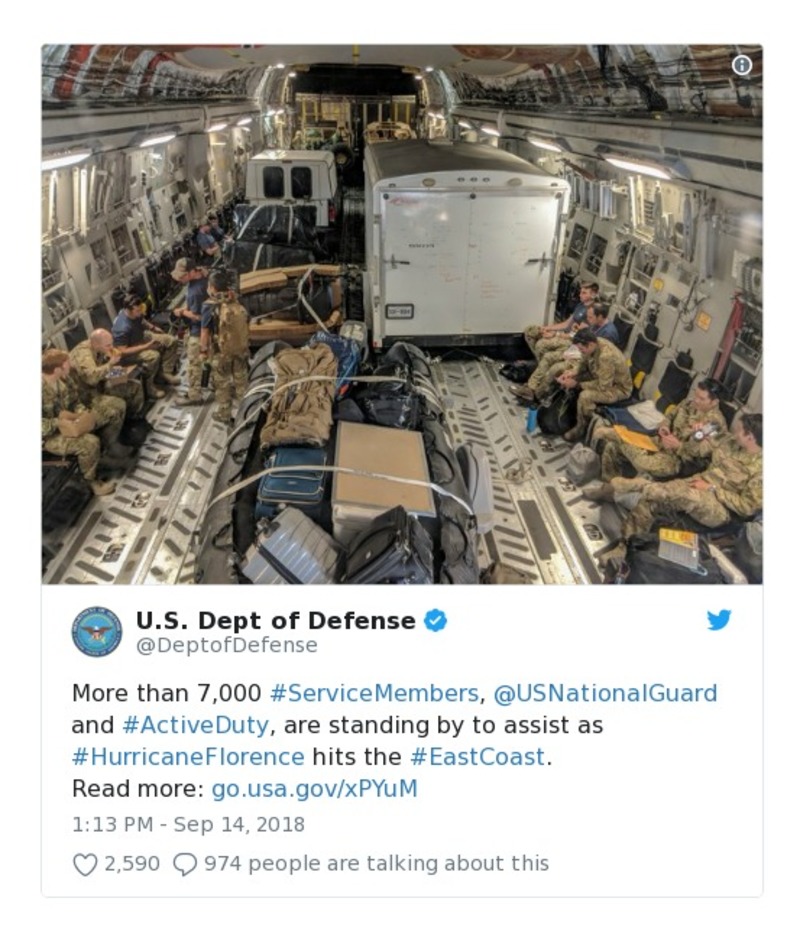 U.S. Dept of Defense
@DeptofDefense
More than 7,000 #ServiceMembers, @USNationalGuard
and #ActiveDuty, are standing by to assist as
#HurricaneFlorence hits the #EastCoast.
Read more: go.usa.gov/xPYuM
1:13 PM - Sep 14, 2018
2,590 974 people are talking about this